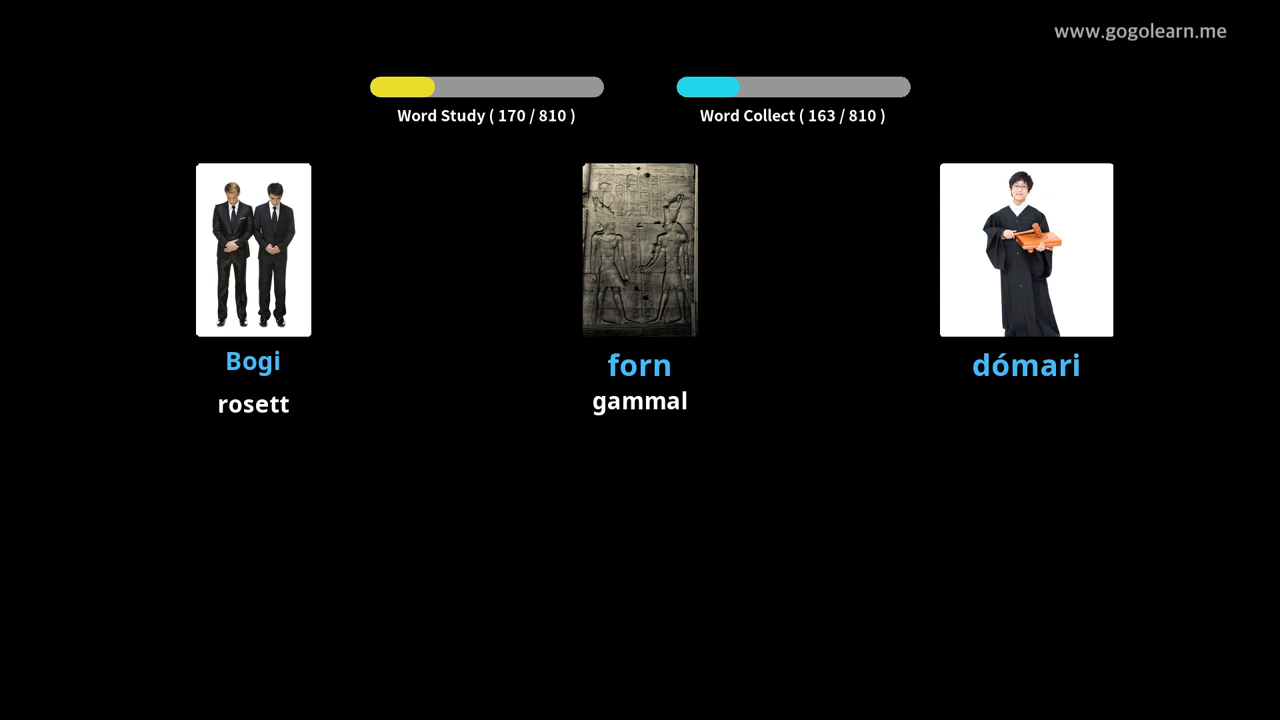 www.gogolearn.me
Word Study ( 170 / 810 )
Word Collect ( 163 / 810 )
Bogi
rosett
forn
gammal
dómari